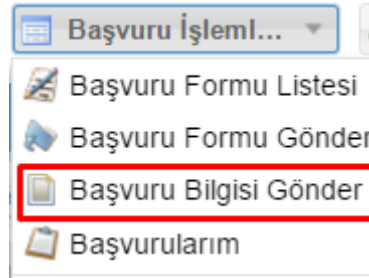 Başvuru İşleml...
Başvuru Formu Listesi
Başvuru Formu Gönder
Başvuru Bilgisi Gönder
Başvurularım